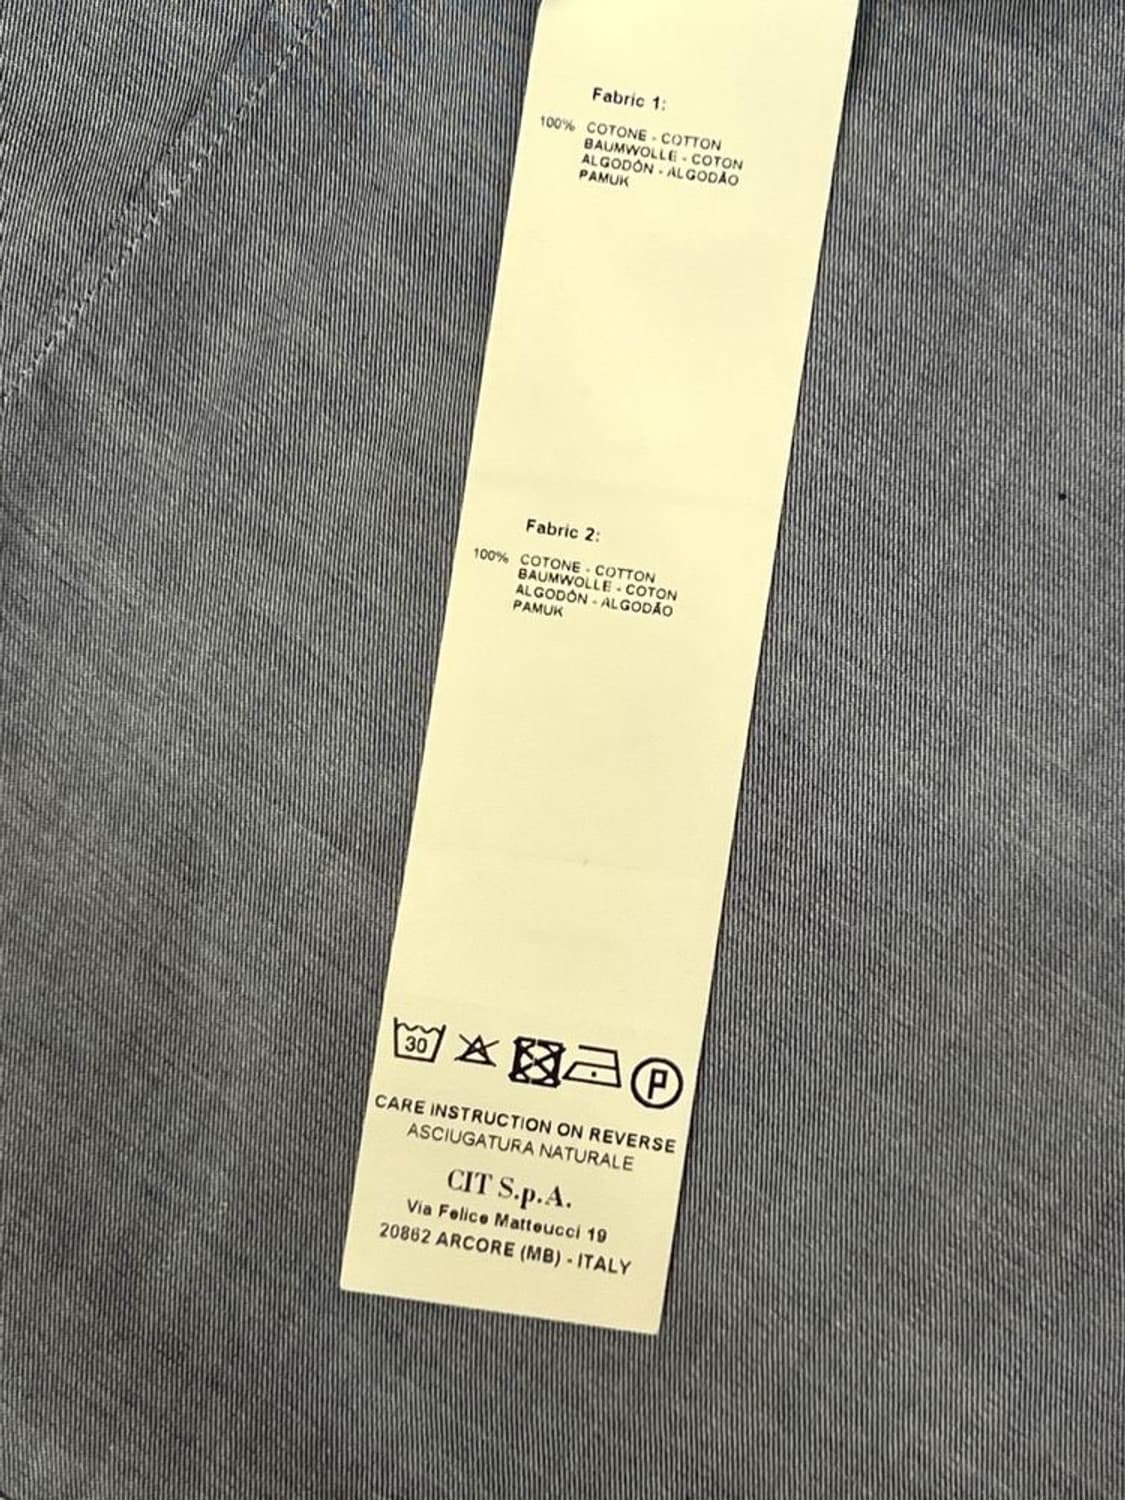 Fabric 1:
100% COTONE - COTTON
BAUMWOLLE - COTON
ALGODÓN - ALGODÃO
PAMUK
Fabric 2:
100% COTONE - COTTON
BAUMWOLLE - COTON
ALGODÓN - ALGODÃO
PAMUK
30 P
CARE INSTRUCTION ON REVERSE
ASCIUGATURA NATURALE
CIT S.p.A.
Via Felice Matteucci 19
20862 ARCORE (MB) - ITALY